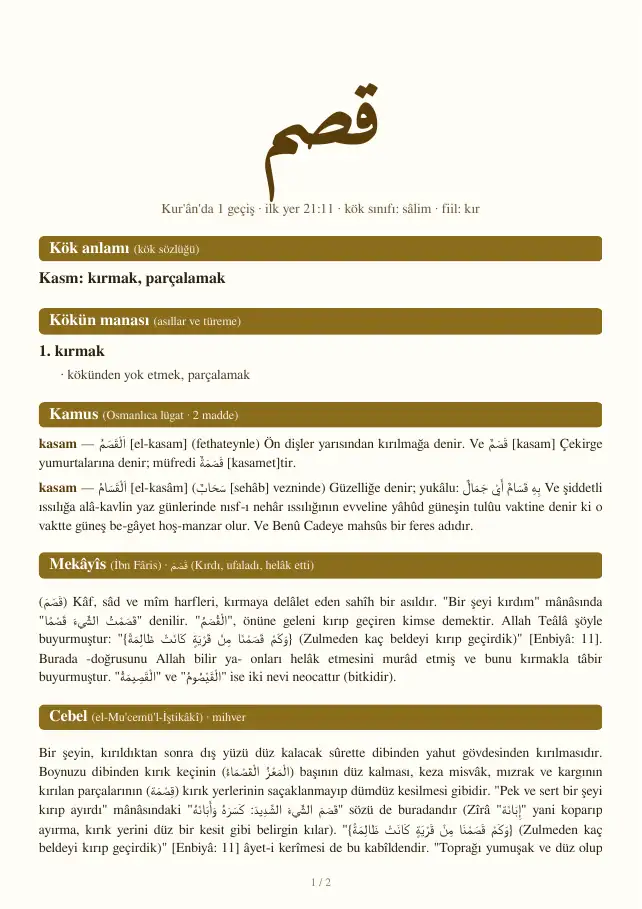 قصم
Kur'ân'da 1 geçiş · ilk yer 21:11 · kök sınıfı: sâlim · fiil: kır
Kök anlamı (kök sözlüğü)
Kasm: kırmak, parçalamak
Kökün manası (asıllar ve türeme)
1. kırmak
· kökünden yok etmek, parçalamak
Kamus (Osmanlıca lügat · 2 madde)
kasam — اَلْقَصَمُ [el-kasam] (fethateynle) Ön dişler yarısından kırılmağa denir. Ve قَصَمٌ [kasam] Çekirge
yumurtalarına denir; müfredi قَصَمَةٌ [kasamet]tir.
kasam — اَلْقَسَامُ [el-kasâm] (سَحَابٌ [sehâb] vezninde) Güzelliğe denir; yukâlu: بِهِ قَسَامٌ أَيْ جَمَالٌ Ve şiddetli
ıssılığa alâ-kavlin yaz günlerinde nısf-ı nehâr ıssılığının evveline yâhûd güneşin tulûu vaktine denir ki o
vaktte güneş be-gâyet hoş-manzar olur. Ve Benû Cadeye mahsûs bir feres adıdır.
Mekâyîs (İbn Fâris) · قَصَمَ (Kırdı, ufaladı, helâk etti)
(قَصَمَ) Kâf, sâd ve mîm harfleri, kırmaya delâlet eden sahîh bir asıldır. "Bir şeyi kırdım" mânâsında
"قَصَمْتُ الشَّيْءَ قَصْمًا" denilir. "الْقُصَمُ", önüne geleni kırıp geçiren kimse demektir. Allah Teâlâ şöyle
buyurmuştur: "{وَكَمْ قَصَمْنَا مِنْ قَرْيَةٍ كَانَتْ ظَالِمَةً} (Zulmeden kaç beldeyi kırıp geçirdik)" [Enbiyâ: 11].
Burada -doğrusunu Allah bilir ya- onları helâk etmesini murâd etmiş ve bunu kırmakla tâbir
buyurmuştur. "الْقَصِيمَةُ" ve "الْقَيْصُومُ" ise iki nevi neocattır (bitkidir).
Cebel (el-Mu'cemü'l-İştikâkî) · mihver
Bir şeyin, kırıldıktan sonra dış yüzü düz kalacak sûrette dibinden yahut gövdesinden kırılmasıdır.
Boynuzu dibinden kırık keçinin (الْمَعْزُ الْقَصْمَاءُ) başının düz kalması, keza misvâk, mızrak ve kargının
kırılan parçalarının (قِصْمَة) kırık yerlerinin saçaklanmayıp dümdüz kesilmesi gibidir. "Pek ve sert bir şeyi
kırıp ayırdı" mânâsındaki "قَصَمَ الشَّيْءَ الشَّدِيدَ: كَسَرَهُ وَأَبَانَهُ" sözü de buradandır (Zîrâ "إِبَانَة" yani koparıp
ayırma, kırık yerini düz bir kesit gibi belirgin kılar). "{وَكَمْ قَصَمْنَا مِنْ قَرْيَةٍ كَانَتْ ظَالِمَةً} (Zulmeden kaç
beldeyi kırıp geçirdik)" [Enbiyâ: 11] âyet-i kerîmesi de bu kabîldendir. "Toprağı yumuşak ve düz olup
1 / 2